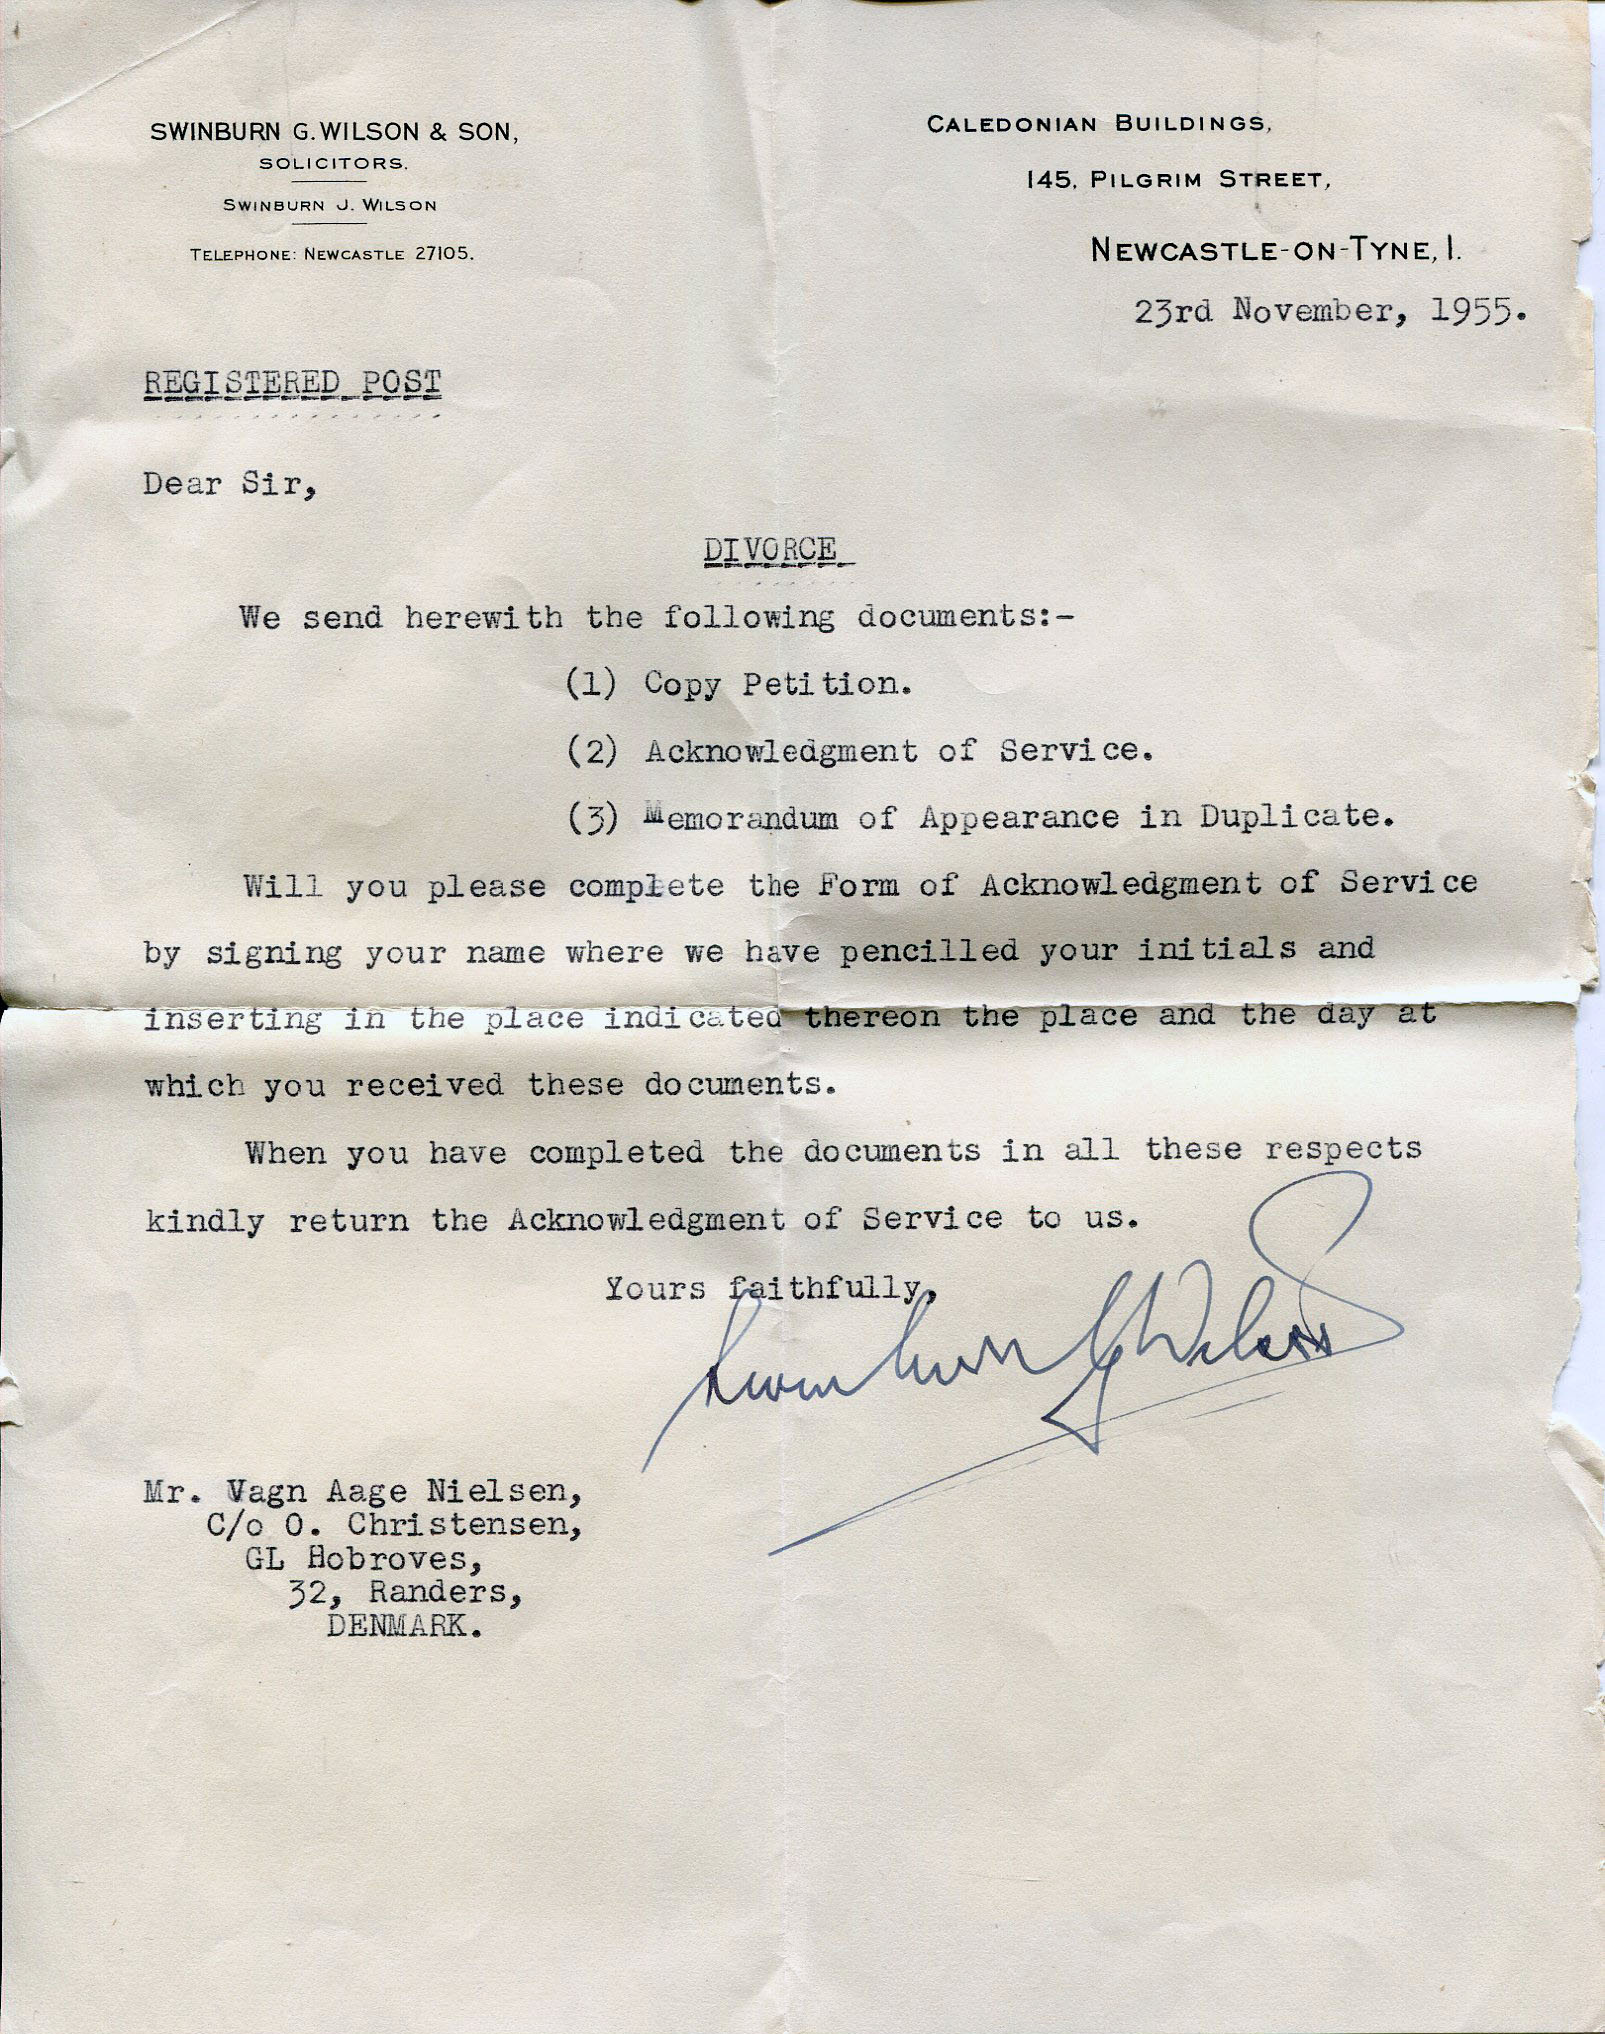 SWINBURN G. WILSON & SON,
SOLICITORS.
SWINBURN J. WILSON
TELEPHONE: NEWCASTLE 27105.
CALEDONIAN BUILDINGS,
145, PILGRIM STREET,
NEWCASTLE-ON-TYNE, 1.
23rd November, 1955.
REGISTERED POST
Dear Sir,
DIVORCE
We send herewith the following documents:-
(1) Copy Petition.
(2) Acknowledgment of Service.
(3) Memorandum of Appearance in Duplicate.
Will you please complete the Form of Acknowledgment of Service
by signing your name where we have pencilled your initials and
inserting in the place indicated thereon the place and the day at
which you received these documents.
When you have completed the documents in all these respects
kindly return the Acknowledgment of Service to us.
Yours faithfully,
Swinburn G Wilson
Mr. Vagn Aage Nielsen,
C/o O. Christensen,
GL Hobroves,
32, Randers,
DENMARK.